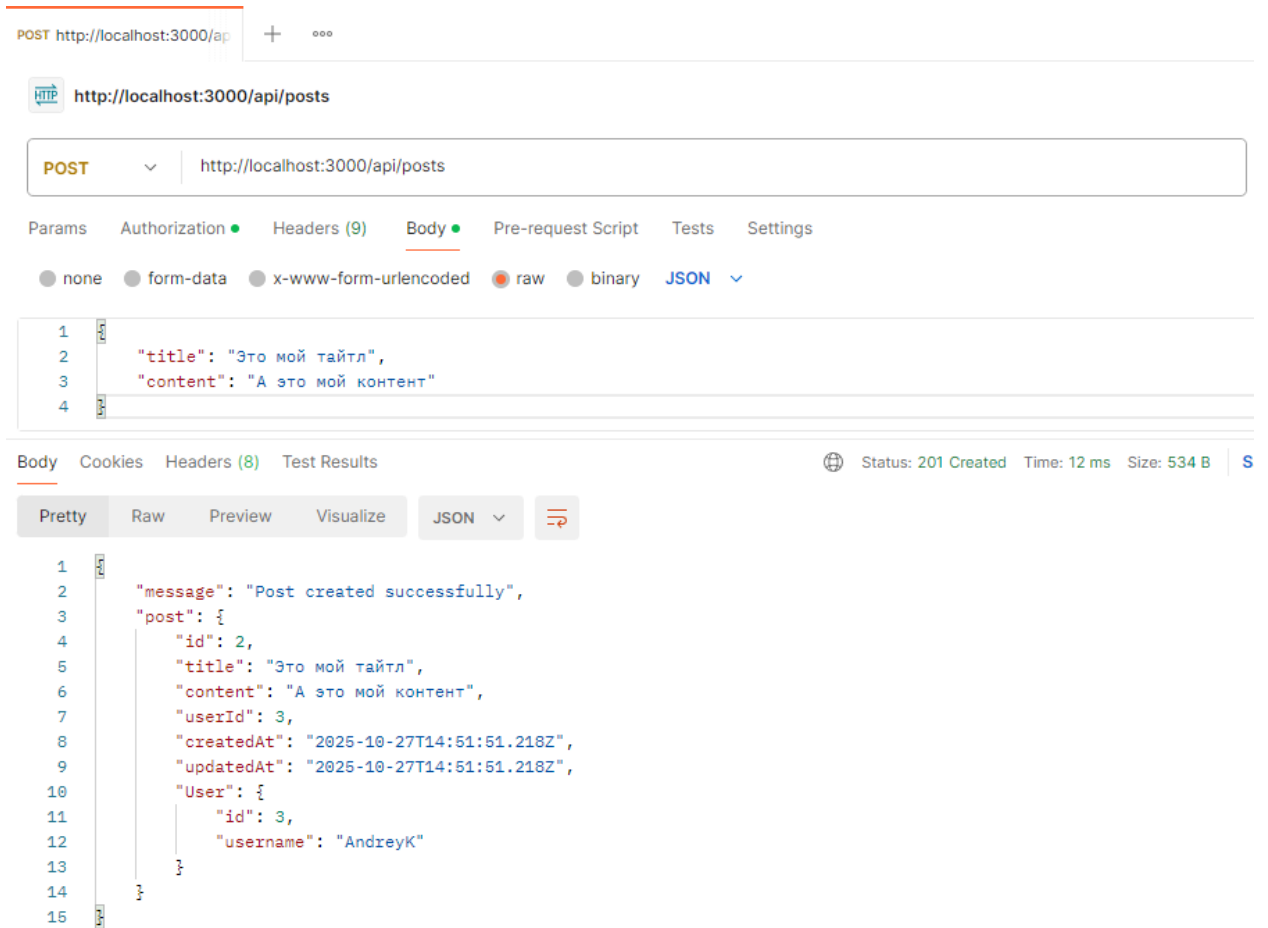 POST http://localhost:3000/ap
HTTP http://localhost:3000/api/posts
POST http://localhost:3000/api/posts
Params Authorization Headers (9) Body Pre-request Script Tests Settings
none form-data x-www-form-urlencoded raw binary JSON
1 {
2 "title": "Это мой тайтл",
3 "content": "А это мой контент"
4 }
Body Cookies Headers (8) Test Results Status: 201 Created Time: 12 ms Size: 534 B S
Pretty Raw Preview Visualize JSON
1 {
2 "message": "Post created successfully",
3 "post": {
4 "id": 2,
5 "title": "Это мой тайтл",
6 "content": "А это мой контент",
7 "userId": 3,
8 "createdAt": "2025-10-27T14:51:51.218Z",
9 "updatedAt": "2025-10-27T14:51:51.218Z",
10 "User": {
11 "id": 3,
12 "username": "AndreyK"
13 }
14 }
15 }